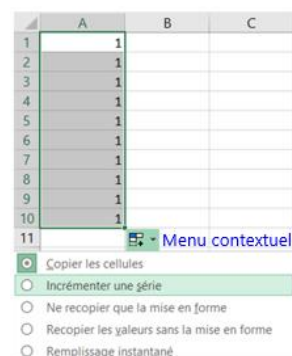 A B C
1 1
2 1
3 1
4 1
5 1
6 1
7 1
8 1
9 1
10 1
11 Menu contextuel
Copier les cellules
Incrémenter une série
Ne recopier que la mise en forme
Recopier les valeurs sans la mise en forme
Remplissage instantané